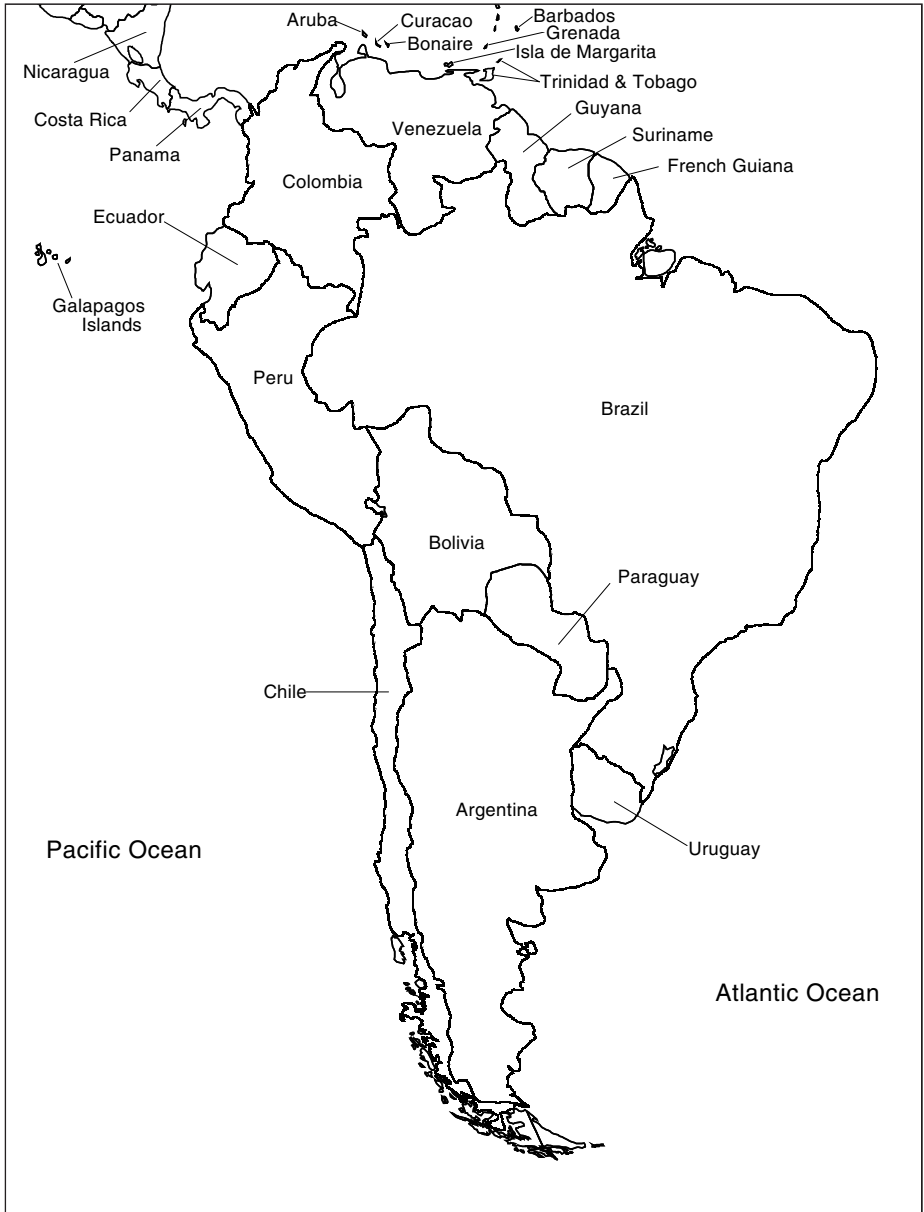 Aruba
Curacao
Bonaire
Barbados
Grenada
Isla de Margarita
Nicaragua
Trinidad & Tobago
Costa Rica
Panama
Venezuela
Guyana
Suriname
French Guiana
Colombia
Ecuador
Galapagos
Islands
Peru
Brazil
Bolivia
Paraguay
Chile
Argentina
Pacific Ocean
Uruguay
Atlantic Ocean